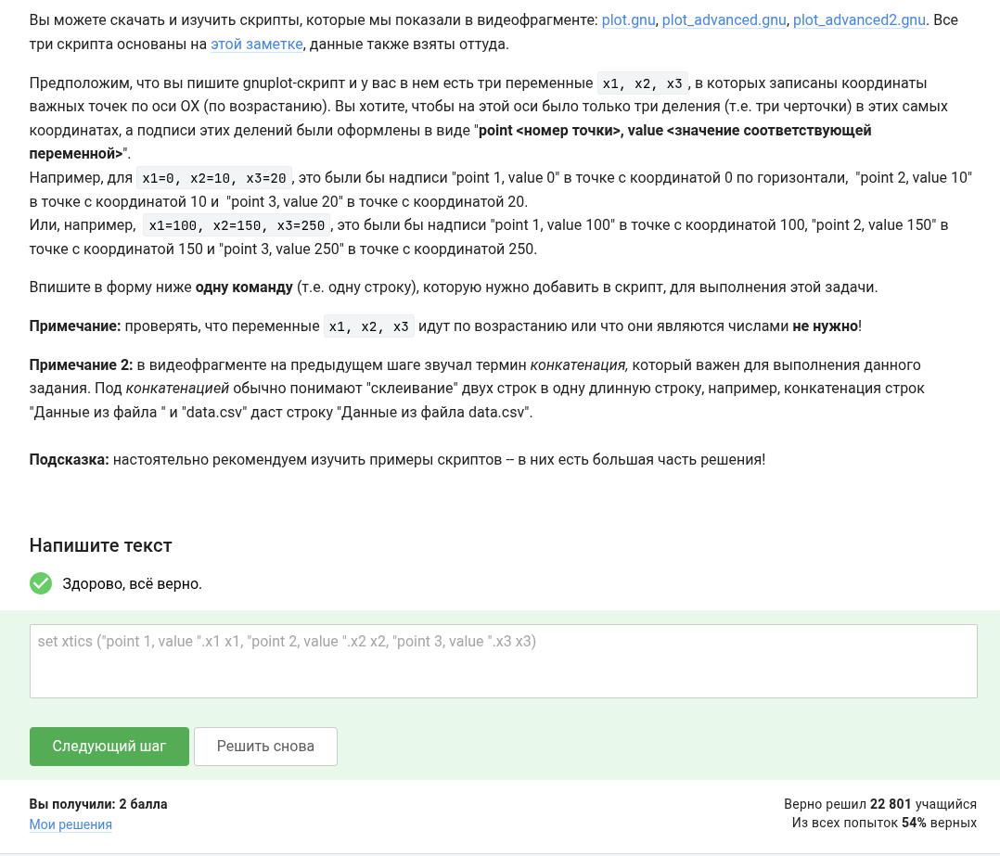 Вы можете скачать и изучить скрипты, которые мы показали в видеофрагменте: plot.gnu, plot_advanced.gnu, plot_advanced2.gnu. Все
три скрипта основаны на этой заметке, данные также взяты оттуда.
Предположим, что вы пишите gnuplot-скрипт и у вас в нем есть три переменные x1, x2, x3, в которых записаны координаты
важных точек по оси OX (по возрастанию). Вы хотите, чтобы на этой оси было только три деления (т.е. три черточки) в этих самых
координатах, а подписи этих делений были оформлены в виде "point <номер точки>, value <значение соответствующей
переменной>".
Например, для x1=0, x2=10, x3=20, это были бы надписи "point 1, value 0" в точке с координатой 0 по горизонтали, "point 2, value 10"
в точке с координатой 10 и "point 3, value 20" в точке с координатой 20.
Или, например, x1=100, x2=150, x3=250, это были бы надписи "point 1, value 100" в точке с координатой 100, "point 2, value 150" в
точке с координатой 150 и "point 3, value 250" в точке с координатой 250.
Впишите в форму ниже одну команду (т.е. одну строку), которую нужно добавить в скрипт, для выполнения этой задачи.
Примечание: проверять, что переменные x1, x2, x3 идут по возрастанию или что они являются числами не нужно!
Примечание 2: в видеофрагменте на предыдущем шаге звучал термин конкатенация, который важен для выполнения данного
задания. Под конкатенацией обычно понимают "склеивание" двух строк в одну длинную строку, например, конкатенация строк
"Данные из файла " и "data.csv" даст строку "Данные из файла data.csv".
Подсказка: настоятельно рекомендуем изучить примеры скриптов -- в них есть большая часть решения!
Напишите текст
Здорово, всё верно.
set xtics ("point 1, value ".x1 x1, "point 2, value ".x2 x2, "point 3, value ".x3 x3)
Следующий шаг Решить снова
Вы получили: 2 балла Верно решил 22 801 учащийся
Мои решения Из всех попыток 54% верных